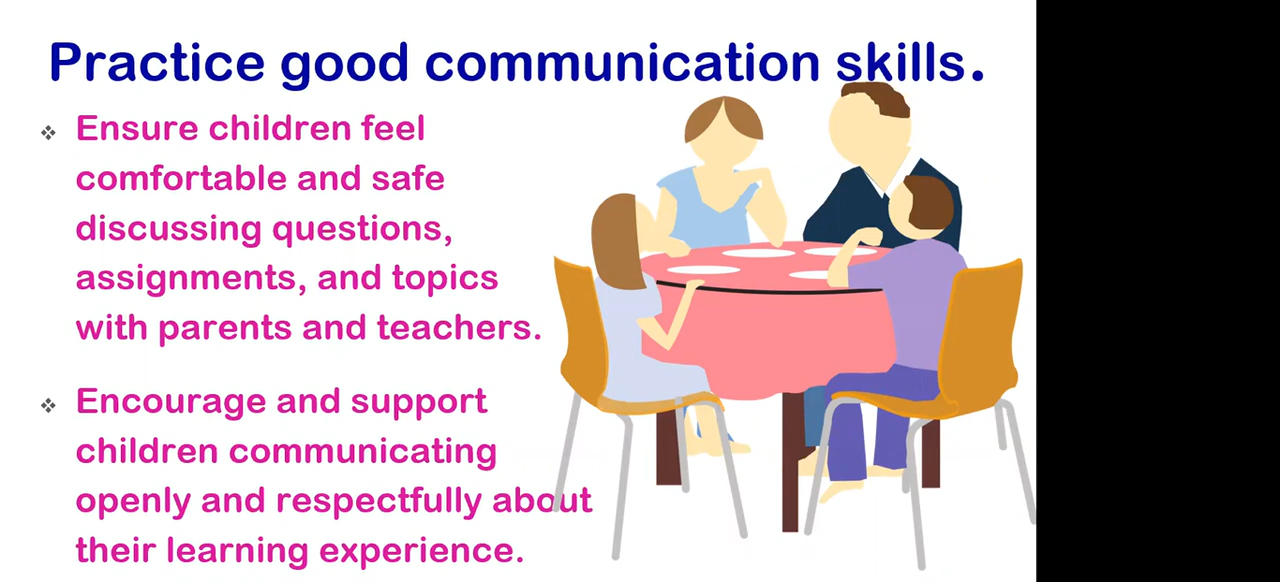 Practice good communication skills.
Ensure children feel
comfortable and safe
discussing questions,
assignments, and topics
with parents and teachers.
Encourage and support
children communicating
openly and respectfully about
their learning experience.